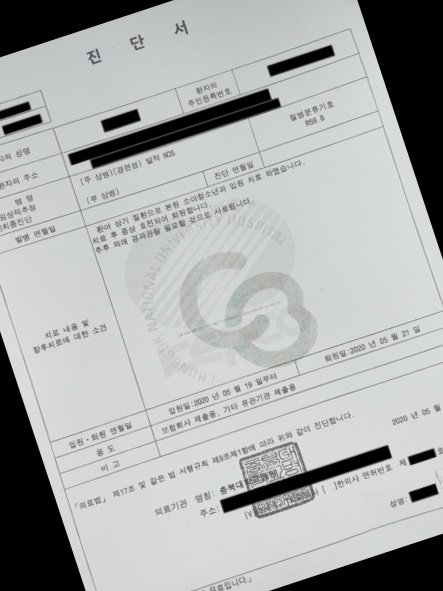 진 단 서
환자의
주민등록번호
의 성명
환자의 주소
병 명
임상적추정
최종진단
(주 상병)(경련성) 발작 NOS
(부 상병)
질병분류기호
R56.8
발병 연월일
진단 연월일
치료 내용 및
향후치료에 대한 소견
환아 상기 질환으로 본원 소아청소년과 입원 치료 하였습니다.
치료 후 증상 호전되어 퇴원합니다.
추후 외래 경과관찰 필요할 것으로 사료됩니다.
CHUNGBUK NATIONAL UNIVERSITY HOSPITAL
입원 · 퇴원 연월일
입원일:2020 년 05 월 19 일부터
퇴원일:2020 년 05 월 21 일
용 도
보험회사 제출용, 기타 유관기관 제출용
비 고
「의료법」 제17조 및 같은 법 시행규칙 제9조제1항에 따라 위와 같이 진단합니다.
2020 년 05 월
의료기관 명칭: 충북대학교병원
주소:
[V] [ ]한의사 면허번호 제 호
성명:
유효입니다.」